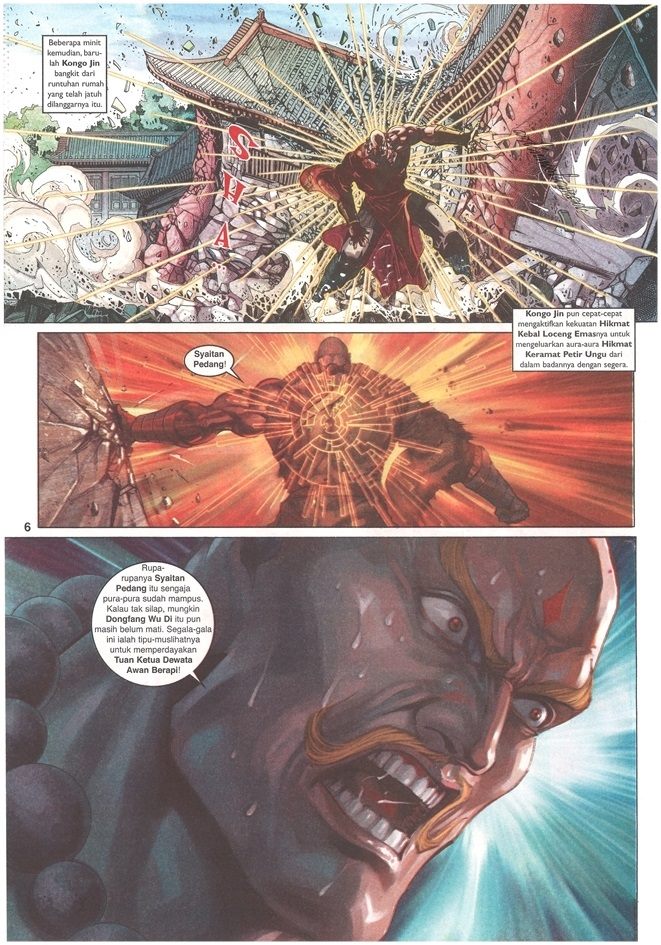 Beberapa minit
kemudian, baru-
lah Kongo Jin
bangkit dari
runtuhan rumah
yang telah jatuh
dilanggarnya itu.
SHA
Kongo Jin pun cepat-cepat
mengaktifkan kekuatan Hikmat
Kebal Loceng Emasnya untuk
mengeluarkan aura-aura Hikmat
Keramat Petir Ungu dari
dalam badannya dengan segera.
Syaitan
Pedang!
6
Rupa-
rupanya Syaitan
Pedang itu sengaja
pura-pura sudah mampus.
Kalau tak silap, mungkin
Dongfang Wu Di itu pun
masih belum mati. Segala-gala
ini ialah tipu-muslihatnya
untuk memperdayakan
Tuan Ketua Dewata
Awan Berapi!